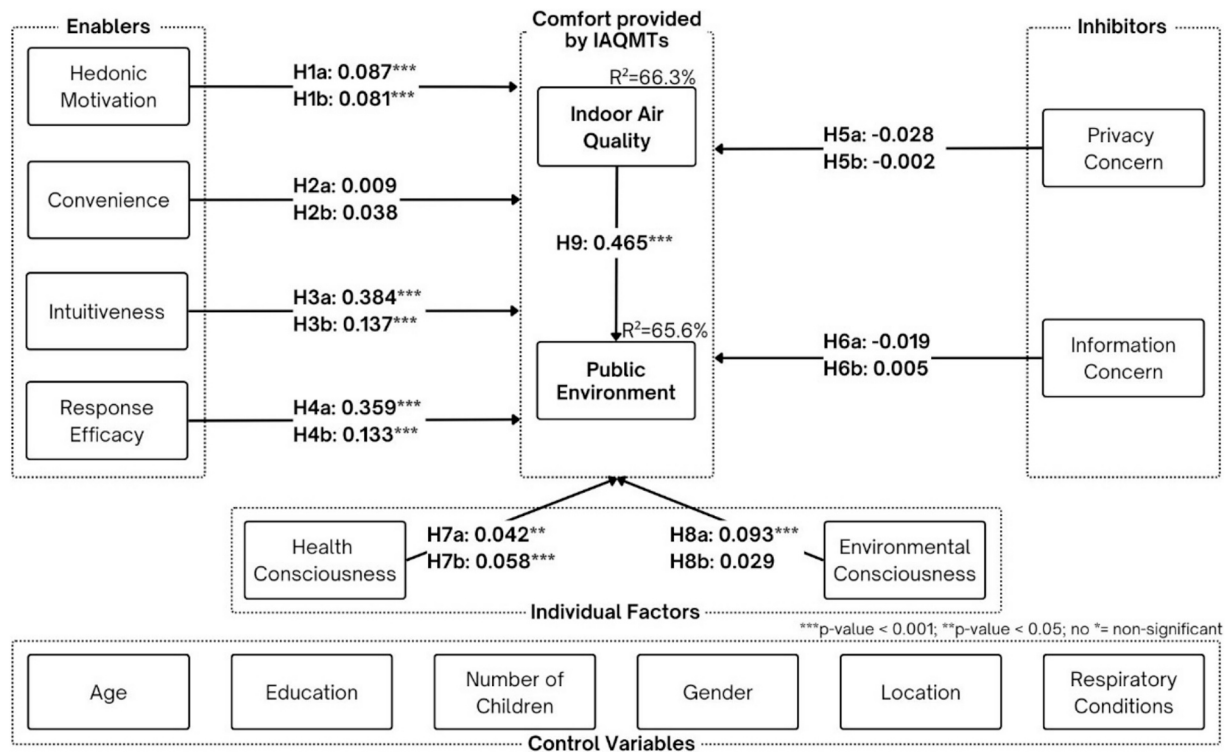 Enablers
Hedonic
Motivation
Convenience
Intuitiveness
Response
Efficacy
H1a: 0.087***
H1b: 0.081***
H2a: 0.009
H2b: 0.038
H3a: 0.384***
H3b: 0.137***
H4a: 0.359***
H4b: 0.133***
Comfort provided
by IAQMTs
R²=66.3%
Indoor Air
Quality
H9: 0.465***
R²=65.6%
Public
Environment
Inhibitors
H5a: -0.028
H5b: -0.002
Privacy
Concern
H6a: -0.019
H6b: 0.005
Information
Concern
Health
Consciousness
H7a: 0.042**
H7b: 0.058***
H8a: 0.093***
H8b: 0.029
Environmental
Consciousness
Individual Factors
***p-value < 0.001; **p-value < 0.05; no *= non-significant
Age
Education
Number of
Children
Gender
Location
Respiratory
Conditions
Control Variables